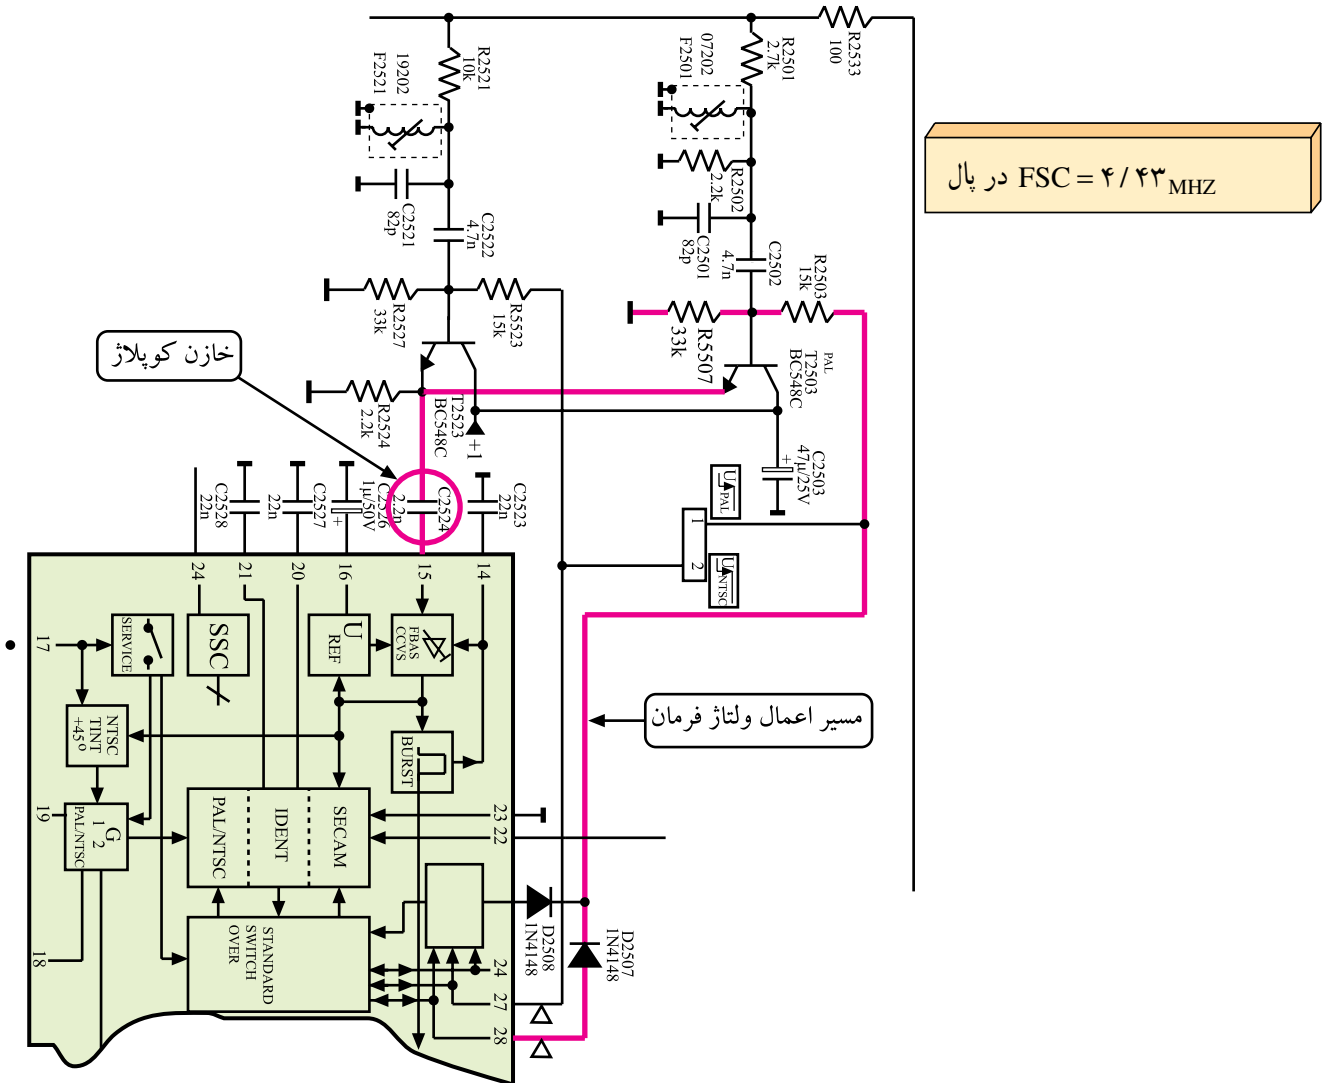 R2533
100
R2501
2.7k
07202
F2501
R2502
2.2k
C2501
82p
C2502
4.7n
R2503
15k
R5507
33k
PAL
T2503
BC548C
C2503
47µ/25V
+
R2521
10k
19202
F2521
C2521
82p
C2522
4.7n
R2527
33k
R5523
15k
R2524
2.2k
T2523
BC548C
+1
FSC = ۴/۴۳ MHZ در پال
خازن کوپلاژ
مسیر اعمال ولتاژ فرمان
U PAL
U NTSC
1
2
C2528
22n
C2527
22n
C2526
1µ/50V
+
C2524
2.2n
C2523
22n
24
21
20
16
15
14
17
SERVICE
SSC
U
REF
FBAS
CCVS
NTSC
TINT
+45°
BURST
19
G
1 2
PAL/NTSC
PAL/NTSC
IDENT
SECAM
23
22
18
STANDARD
SWITCH
OVER
24
27
28
D2508
1N4148
D2507
1N4148